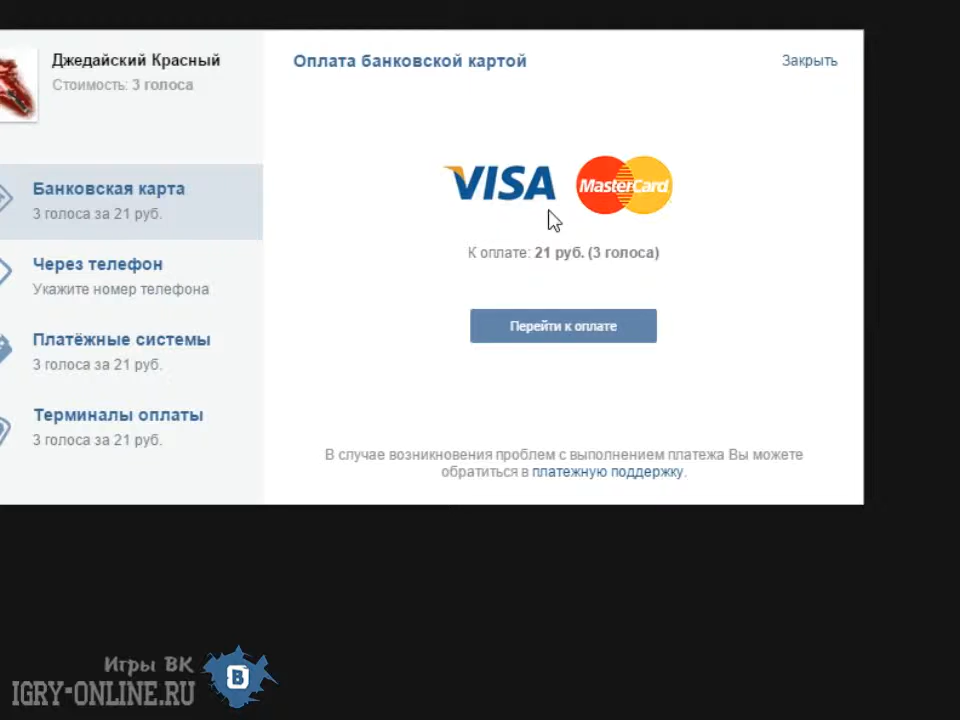 Джедайский Красный
Стоимость: 3 голоса
Банковская карта
3 голоса за 21 руб.
Через телефон
Укажите номер телефона
Платёжные системы
3 голоса за 21 руб.
Терминалы оплаты
3 голоса за 21 руб.
Оплата банковской картой
Закрыть
VISA MasterCard
К оплате: 21 руб. (3 голоса)
Перейти к оплате
В случае возникновения проблем с выполнением платежа Вы можете
обратиться в платежную поддержку.
Игры ВК
IGRY-ONLINE.RU
В